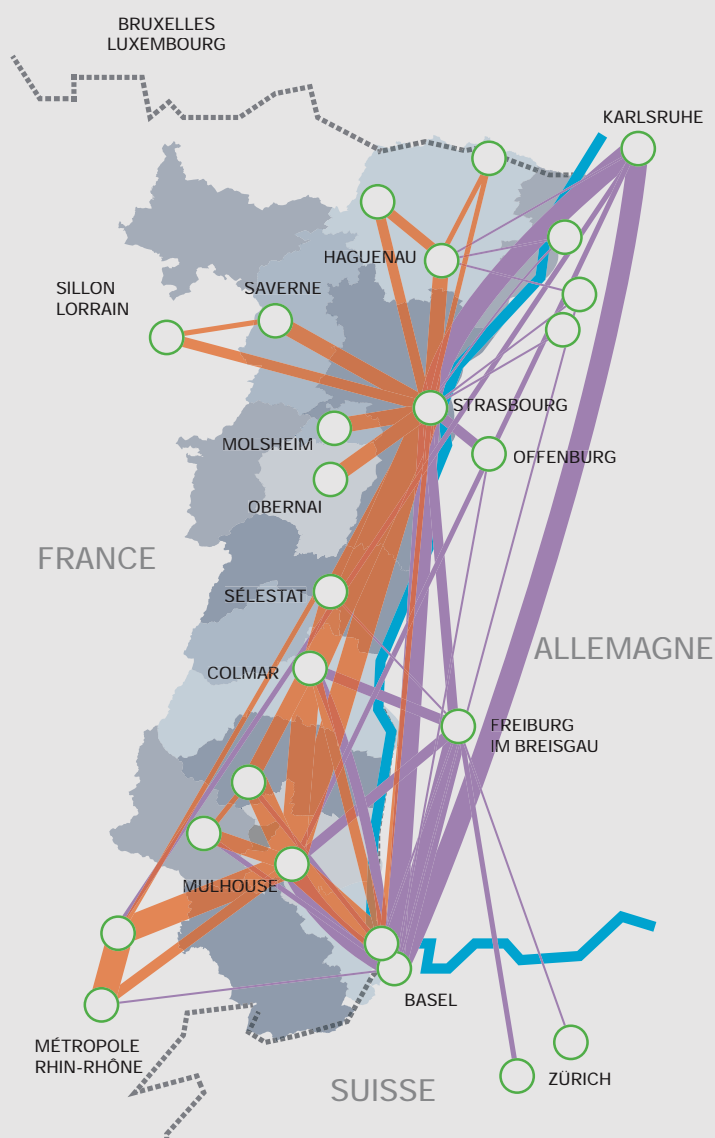 BRUXELLES
LUXEMBOURG
KARLSRUHE
HAGUENAU
SILLON
LORRAIN
SAVERNE
STRASBOURG
MOLSHEIM
OFFENBURG
OBERNAI
FRANCE
SÉLESTAT
ALLEMAGNE
COLMAR
FREIBURG
IM BREISGAU
MULHOUSE
BASEL
MÉTROPOLE
RHIN-RHÔNE
ZÜRICH
SUISSE